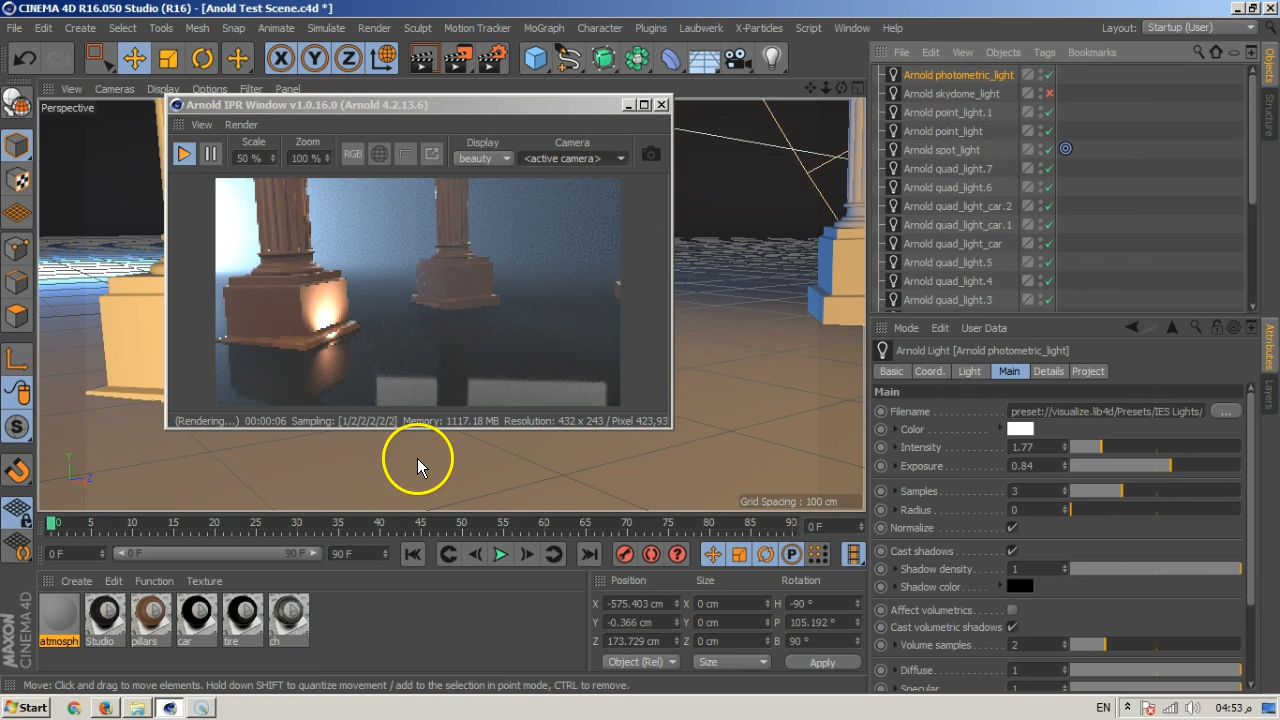 CINEMA 4D R16.050 Studio (R16) - [Anold Test Scene.c4d *]
File Edit Create Select Tools Mesh Snap Animate Simulate Render Sculpt Motion Tracker MoGraph Character Plugins Laubwerk X-Particles Script Window Help Layout: Startup (User)
X Y Z
File Edit View Objects Tags Bookmarks
View Cameras Display Options Filter Panel
Perspective
Arnold IPR Window v1.0.16.0 (Arnold 4.2.13.6)
View Render
Scale Zoom Display Camera
50 % 100 % RGB beauty <active camera>
(Rendering...) 00:00:06 Sampling: [1/2/2/2/2/2] Memory: 1117.18 MB Resolution: 432 x 243 / Pixel 423,93
Y
Z
Grid Spacing : 100 cm
Arnold photometric_light
Arnold skydome_light
Arnold point_light.1
Arnold point_light
Arnold spot_light
Arnold quad_light.7
Arnold quad_light.6
Arnold quad_light_car.2
Arnold quad_light_car.1
Arnold quad_light_car
Arnold quad_light.5
Arnold quad_light.4
Arnold quad_light.3
Objects
Structure
Mode Edit User Data
Arnold Light [Arnold photometric_light]
Basic Coord. Light Main Details Project
Main
Filename preset://visualize.lib4d/Presets/IES Lights/ ...
Color
Intensity 1.77
Exposure 0.84
Samples 3
Radius 0
Normalize
Cast shadows
Shadow density 1
Shadow color
Affect volumetrics
Cast volumetric shadows
Volume samples 2
Diffuse 1
Specular 1
Attributes
Layers
0 5 10 15 20 25 30 35 40 45 50 55 60 65 70 75 80 85 90 0 F
0 F 0 F 90 F 90 F
Create Edit Function Texture
atmosph Studio pillars car tire ch
Position Size Rotation
X -575.403 cm X 0 cm H -90 °
Y -0.366 cm Y 0 cm P 105.192 °
Z 173.729 cm Z 0 cm B 90 °
Object (Rel) Size Apply
MAXON CINEMA 4D
Move: Click and drag to move elements. Hold down SHIFT to quantize movement / add to the selection in point mode, CTRL to remove.
Start EN 04:53 م